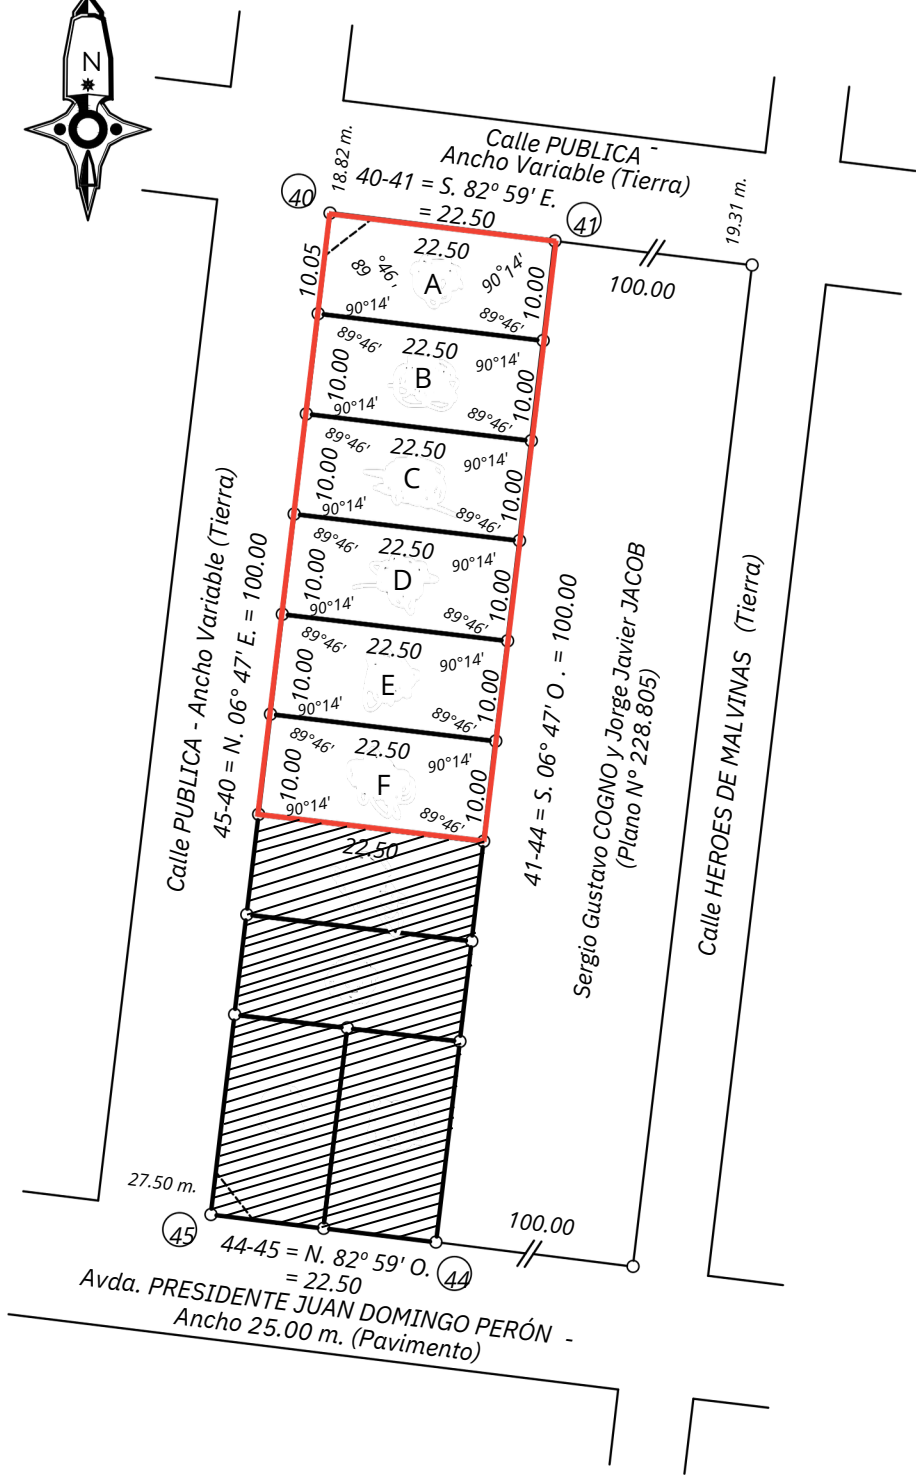 N
Calle PUBLICA -
Ancho Variable (Tierra)
18.82 m.
40
40-41 = S. 82º 59' E.
= 22.50
41
19.31 m.
100.00
22.50
10.05
89°46'
A
90°14'
10.00
90°14'
89°46'
89°46'
22.50
90°14'
10.00
B
10.00
90°14'
89°46'
89°46'
22.50
90°14'
10.00
C
10.00
90°14'
89°46'
89°46'
22.50
90°14'
10.00
D
10.00
90°14'
89°46'
89°46'
22.50
90°14'
10.00
E
10.00
90°14'
89°46'
89°46'
22.50
90°14'
10.00
F
10.00
90°14'
89°46'
22.50
Calle PUBLICA - Ancho Variable (Tierra)
45-40 = N. 06° 47' E. = 100.00
41-44 = S. 06° 47' O. = 100.00
Sergio Gustavo COGNO y Jorge Javier JACOB
(Plano N° 228.805)
Calle HEROES DE MALVINAS (Tierra)
27.50 m.
45
44-45 = N. 82º 59' O.
= 22.50
44
100.00
Avda. PRESIDENTE JUAN DOMINGO PERÓN -
Ancho 25.00 m. (Pavimento)